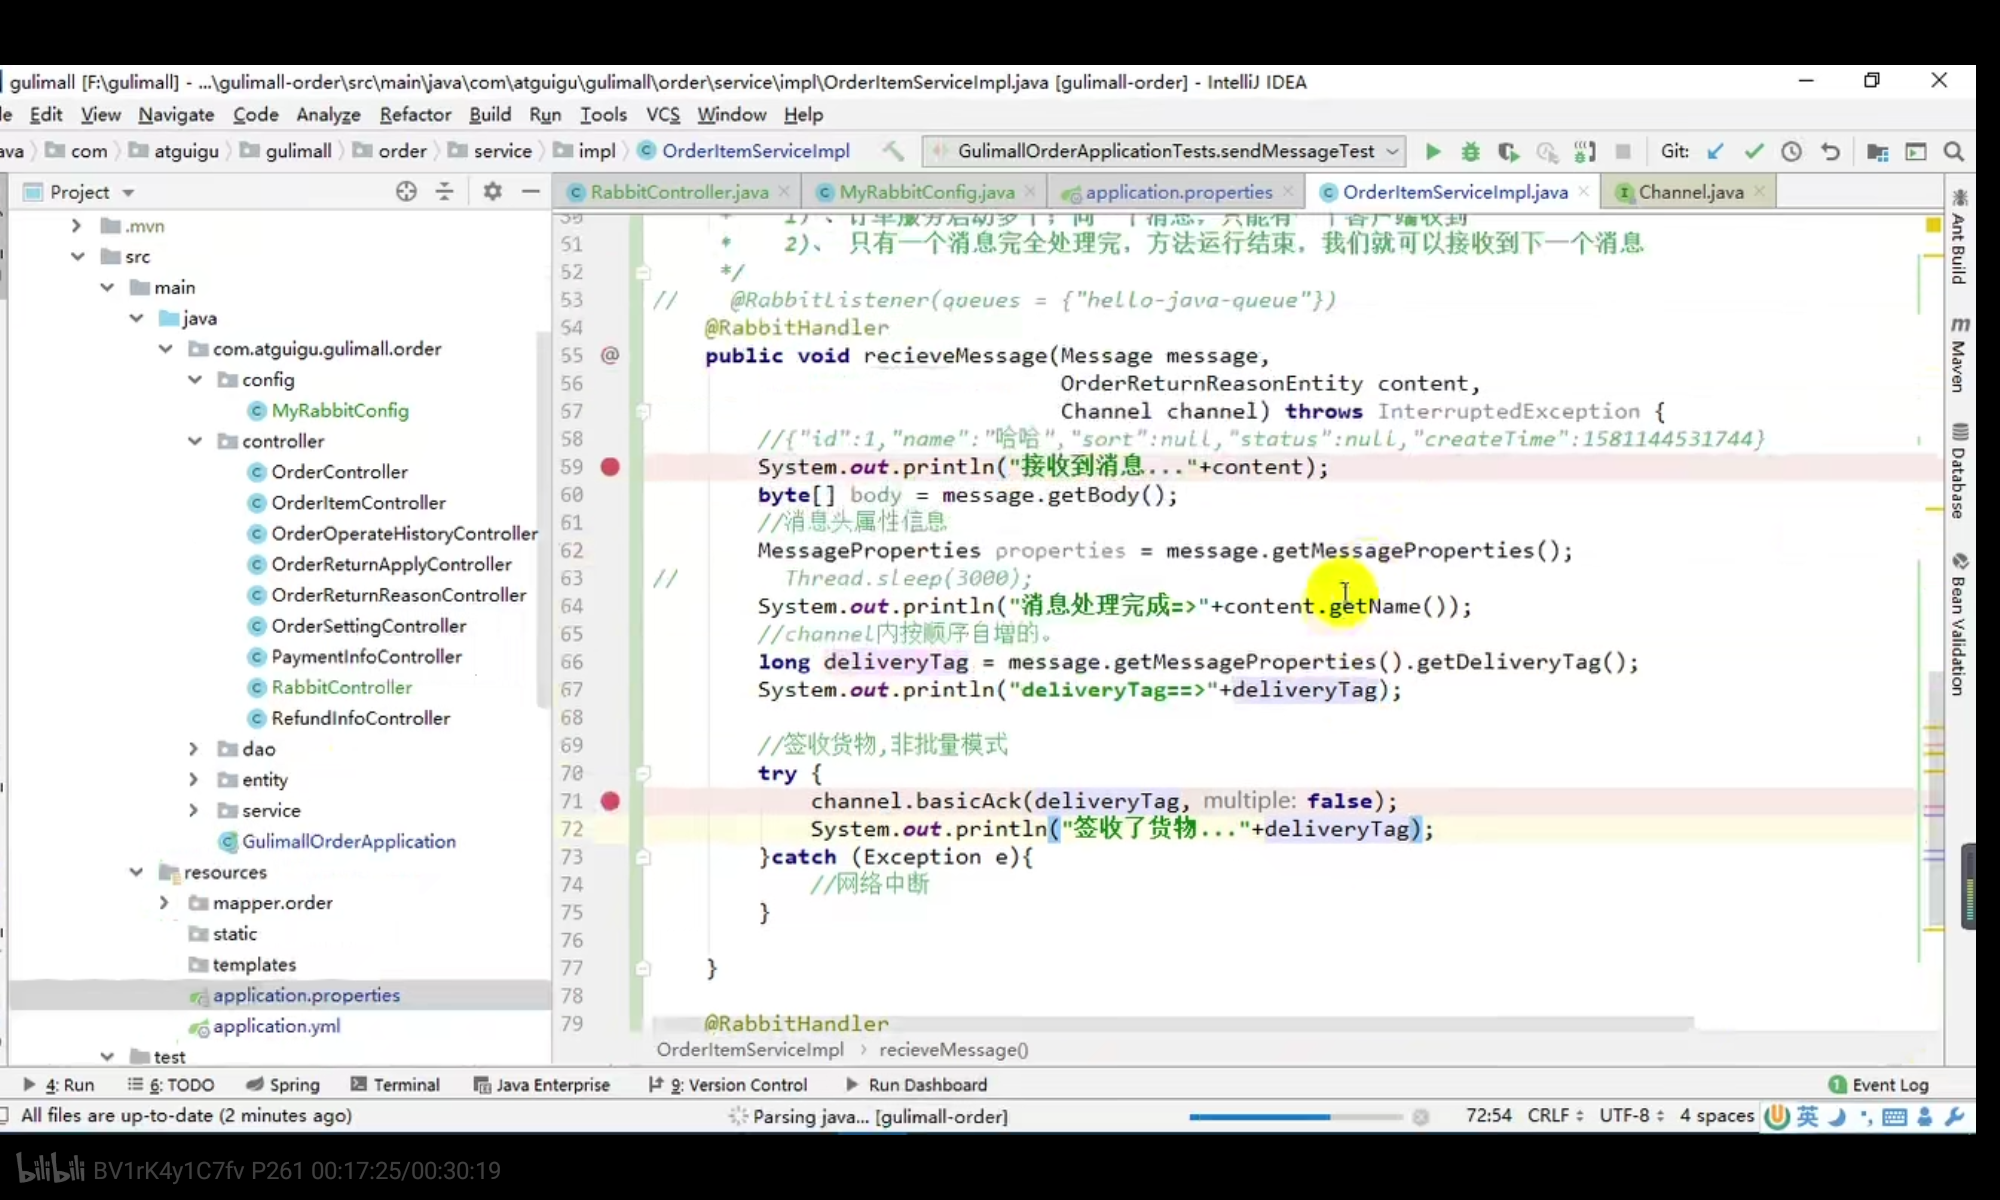 gulimall [F:\gulimall] - ...\gulimall-order\src\main\java\com\atguigu\gulimall\order\service\impl\OrderItemServiceImpl.java [gulimall-order] - IntelliJ IDEA
Edit View Navigate Code Analyze Refactor Build Run Tools VCS Window Help
com atguigu gulimall order service impl OrderItemServiceImpl GulimallOrderApplicationTests.sendMessageTest Git:
Project RabbitController.java MyRabbitConfig.java application.properties OrderItemServiceImpl.java Channel.java
.mvn
src
main
java
com.atguigu.gulimall.order
config
MyRabbitConfig
controller
OrderController
OrderItemController
OrderOperateHistoryController
OrderReturnApplyController
OrderReturnReasonController
OrderSettingController
PaymentInfoController
RabbitController
RefundInfoController
dao
entity
service
GulimallOrderApplication
resources
mapper.order
static
templates
application.properties
application.yml
test
51 * 2)、 只有一个消息完全处理完，方法运行结束，我们就可以接收到下一个消息
52 */
53 // @RabbitListener(queues = {"hello-java-queue"})
54 @RabbitHandler
55 @ public void recieveMessage(Message message,
56 OrderReturnReasonEntity content,
57 Channel channel) throws InterruptedException {
58 //{"id":1,"name":"哈哈","sort":null,"status":null,"createTime":1581144531744}
59 System.out.println("接收到消息..."+content);
60 byte[] body = message.getBody();
61 //消息头属性信息
62 MessageProperties properties = message.getMessageProperties();
63 // Thread.sleep(3000);
64 System.out.println("消息处理完成=>"+content.getName());
65 //channel内按顺序自增的。
66 long deliveryTag = message.getMessageProperties().getDeliveryTag();
67 System.out.println("deliveryTag==>"+deliveryTag);
68
69 //签收货物,非批量模式
70 try {
71 channel.basicAck(deliveryTag, multiple: false);
72 System.out.println("签收了货物..."+deliveryTag);
73 }catch (Exception e){
74 //网络中断
75 }
76
77 }
78
79 @RabbitHandler
OrderItemServiceImpl › recieveMessage()
Ant Build
Maven
Database
Bean Validation
4: Run 6: TODO Spring Terminal Java Enterprise 9: Version Control Run Dashboard 1 Event Log
All files are up-to-date (2 minutes ago) Parsing java... [gulimall-order] 72:54 CRLF UTF-8 4 spaces 英
bilibili BV1rK4y1C7fv P261 00:17:25/00:30:19